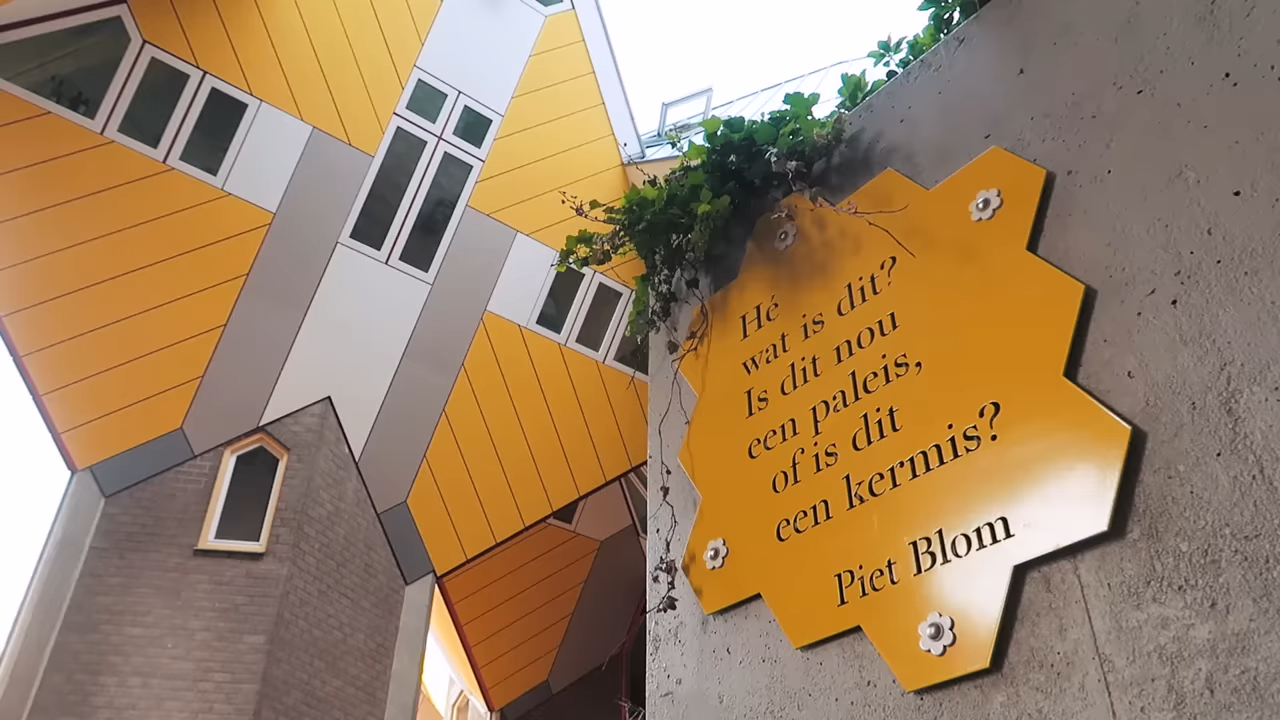 Hé
wat is dit?
Is dit nou
een paleis,
of is dit
een kermis?
Piet Blom